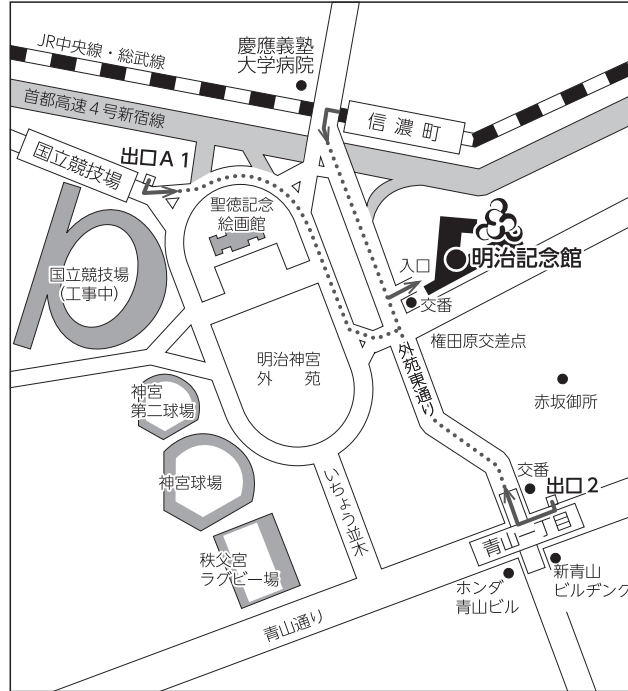 JR中央線・総武線
慶應義塾
大学病院
首都高速4号新宿線
信濃町
国立競技場
出口A1
聖徳記念
絵画館
明治記念館
入口
交番
国立競技場
(工事中)
権田原交差点
明治神宮
外　苑
外苑東通り
赤坂御所
神宮
第二球場
神宮球場
いちょう並木
交番
出口2
青山一丁目
秩父宮
ラグビー場
ホンダ
青山ビル
新青山
ビルヂング
青山通り